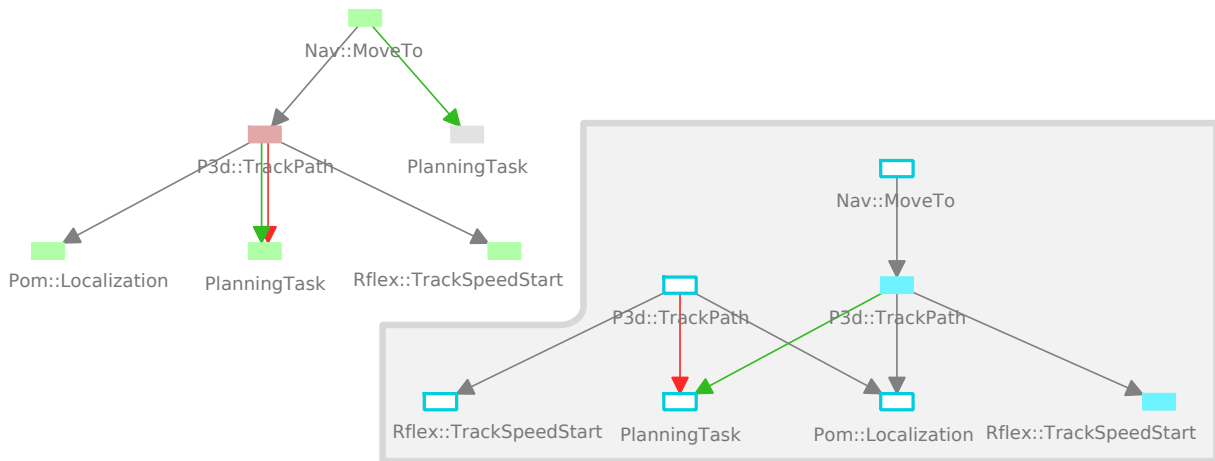 Nav::MoveTo
P3d::TrackPath
PlanningTask
Pom::Localization
PlanningTask
Rflex::TrackSpeedStart
Nav::MoveTo
P3d::TrackPath
P3d::TrackPath
Rflex::TrackSpeedStart
PlanningTask
Pom::Localization
Rflex::TrackSpeedStart